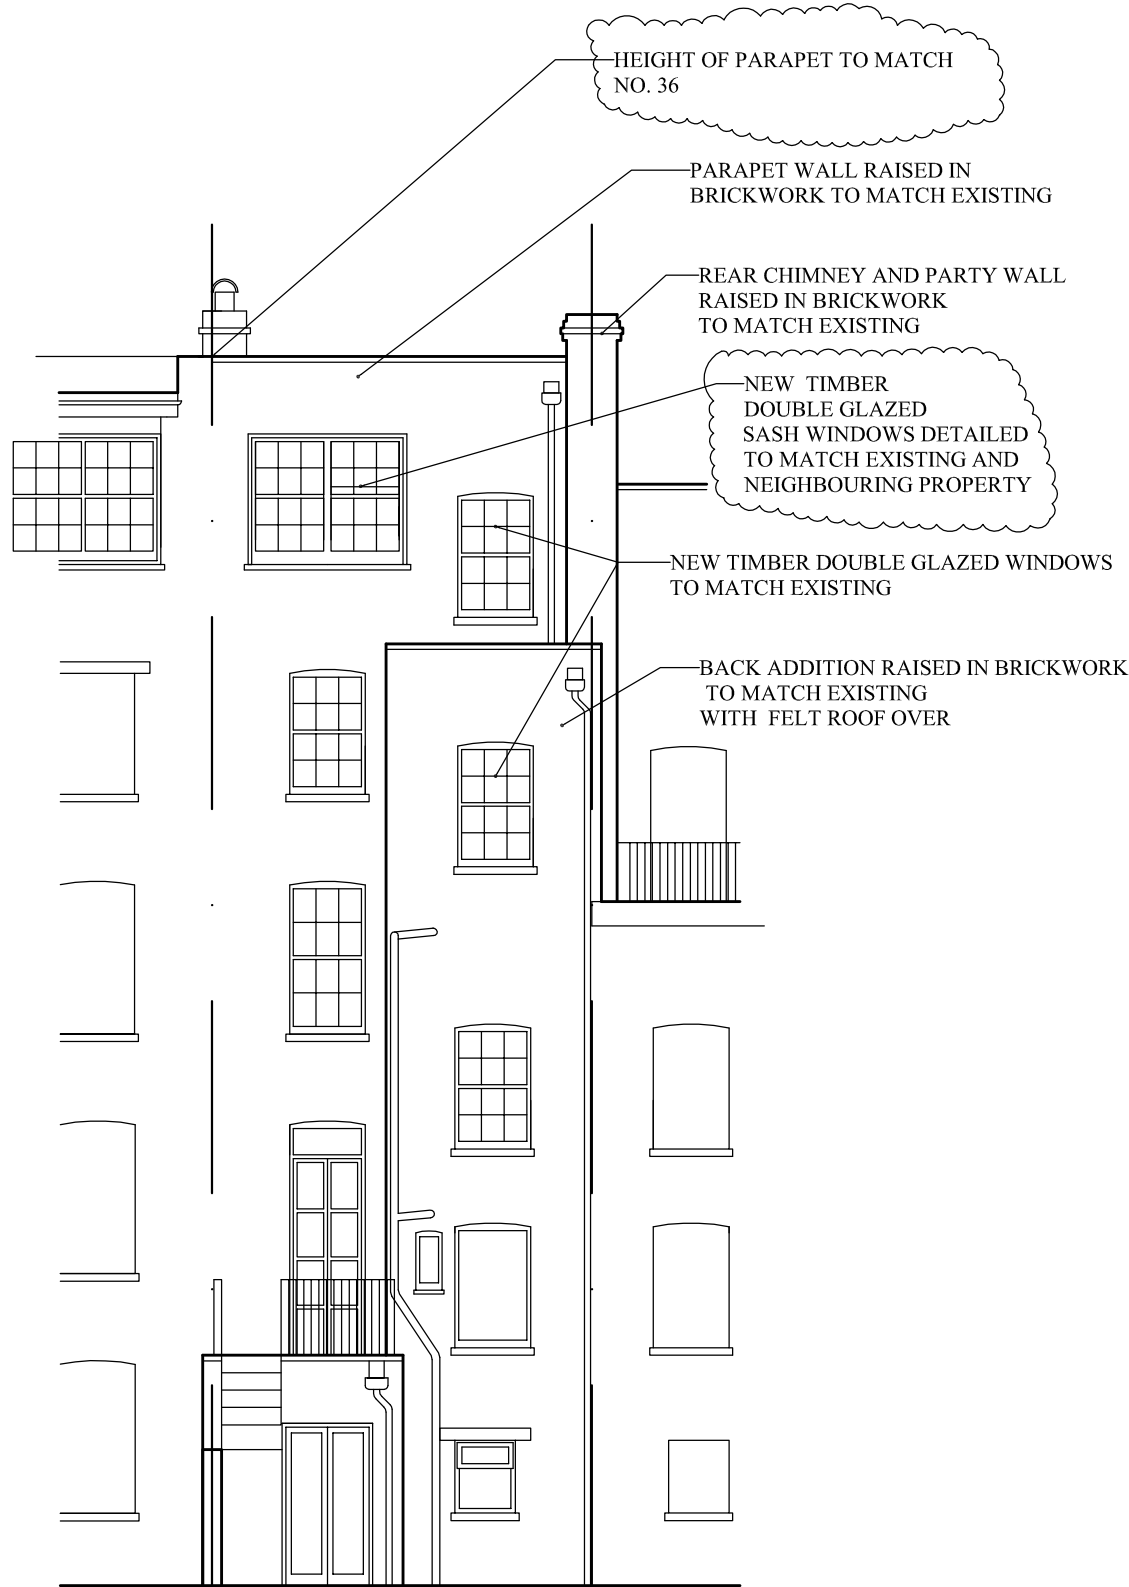 HEIGHT OF PARAPET TO MATCH
NO. 36
PARAPET WALL RAISED IN
BRICKWORK TO MATCH EXISTING
REAR CHIMNEY AND PARTY WALL
RAISED IN BRICKWORK
TO MATCH EXISTING
NEW TIMBER
DOUBLE GLAZED
SASH WINDOWS DETAILED
TO MATCH EXISTING AND
NEIGHBOURING PROPERTY
NEW TIMBER DOUBLE GLAZED WINDOWS
TO MATCH EXISTING
BACK ADDITION RAISED IN BRICKWORK
TO MATCH EXISTING
WITH FELT ROOF OVER